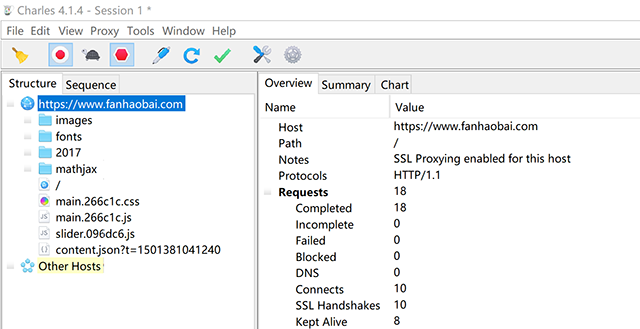 Charles 4.1.4 - Session 1 *
File Edit View Proxy Tools Window Help
Structure Sequence
https://www.fanhaobai.com
images
fonts
2017
mathjax
/
main.266c1c.css
main.266c1c.js
slider.096dc6.js
content.json?t=1501381041240
Other Hosts
Overview Summary Chart
Name Value
Host https://www.fanhaobai.com
Path /
Notes SSL Proxying enabled for this host
Protocols HTTP/1.1
Requests 18
Completed 18
Incomplete 0
Failed 0
Blocked 0
DNS 0
Connects 10
SSL Handshakes 10
Kept Alive 8